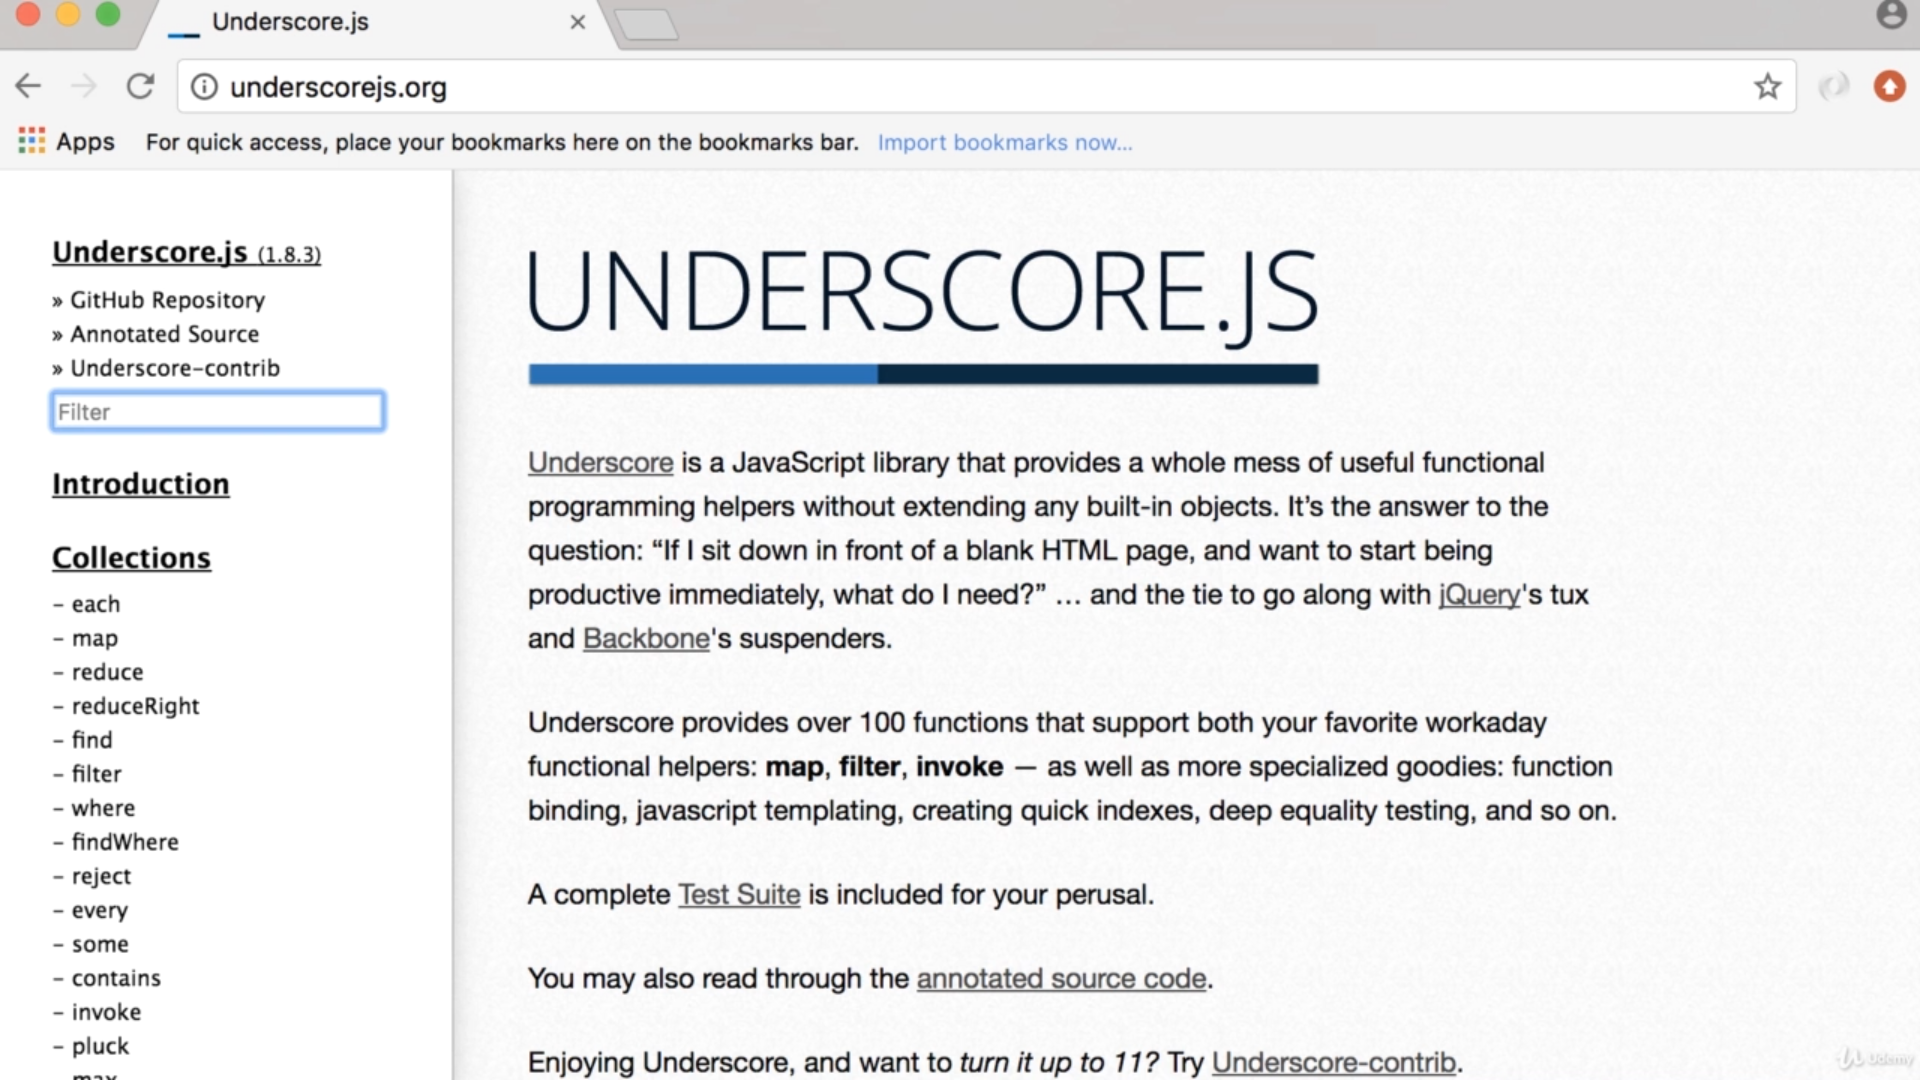 Underscore.js
underscorejs.org
Apps For quick access, place your bookmarks here on the bookmarks bar. Import bookmarks now...
Underscore.js (1.8.3)
» GitHub Repository
» Annotated Source
» Underscore-contrib
Filter
Introduction
Collections
– each
– map
– reduce
– reduceRight
– find
– filter
– where
– findWhere
– reject
– every
– some
– contains
– invoke
– pluck
UNDERSCORE.JS
Underscore is a JavaScript library that provides a whole mess of useful functional
programming helpers without extending any built-in objects. It’s the answer to the
question: “If I sit down in front of a blank HTML page, and want to start being
productive immediately, what do I need?” … and the tie to go along with jQuery's tux
and Backbone's suspenders.
Underscore provides over 100 functions that support both your favorite workaday
functional helpers: map, filter, invoke — as well as more specialized goodies: function
binding, javascript templating, creating quick indexes, deep equality testing, and so on.
A complete Test Suite is included for your perusal.
You may also read through the annotated source code.
Enjoying Underscore, and want to turn it up to 11? Try Underscore-contrib.
Udemy